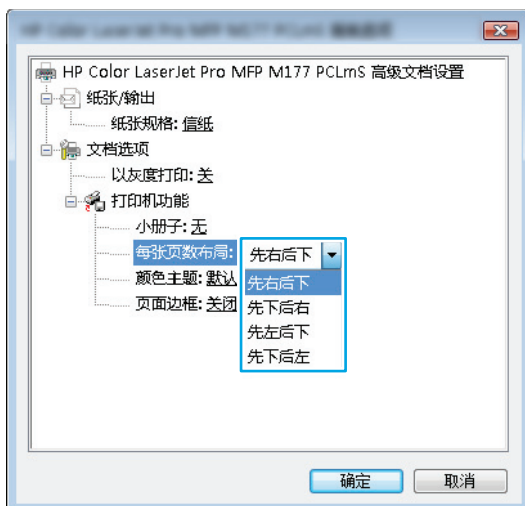 HP Color LaserJet Pro MFP M177 PCLmS 高级文档设置
纸张/输出
纸张规格: 信纸
文档选项
以灰度打印: 关
打印机功能
小册子: 无
每张页数布局: 先右后下
颜色主题: 默认
先右后下
页面边框: 关闭
先下后右
先左后下
先下后左
确定
取消